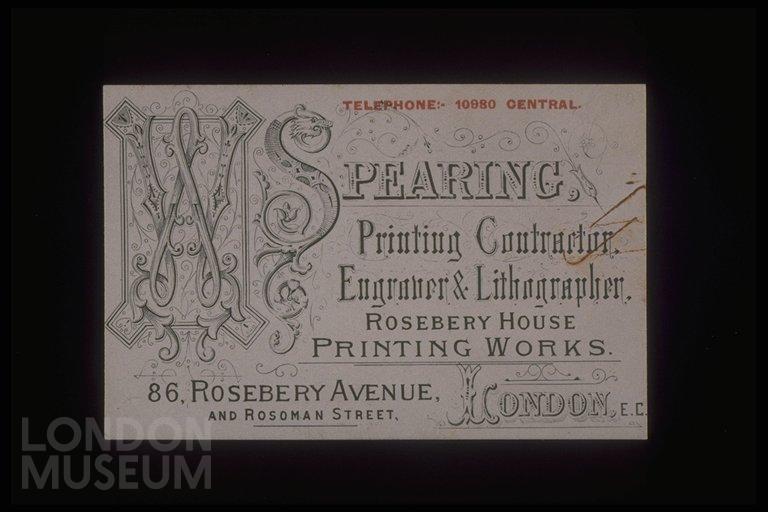 TELEPHONE:- 10980 CENTRAL.
W SPEARING,
Printing Contractor,
Engraver & Lithographer,
ROSEBERY HOUSE
PRINTING WORKS.
86, ROSEBERY AVENUE,
AND ROSOMAN STREET,
LONDON, E.C.
LONDON
MUSEUM